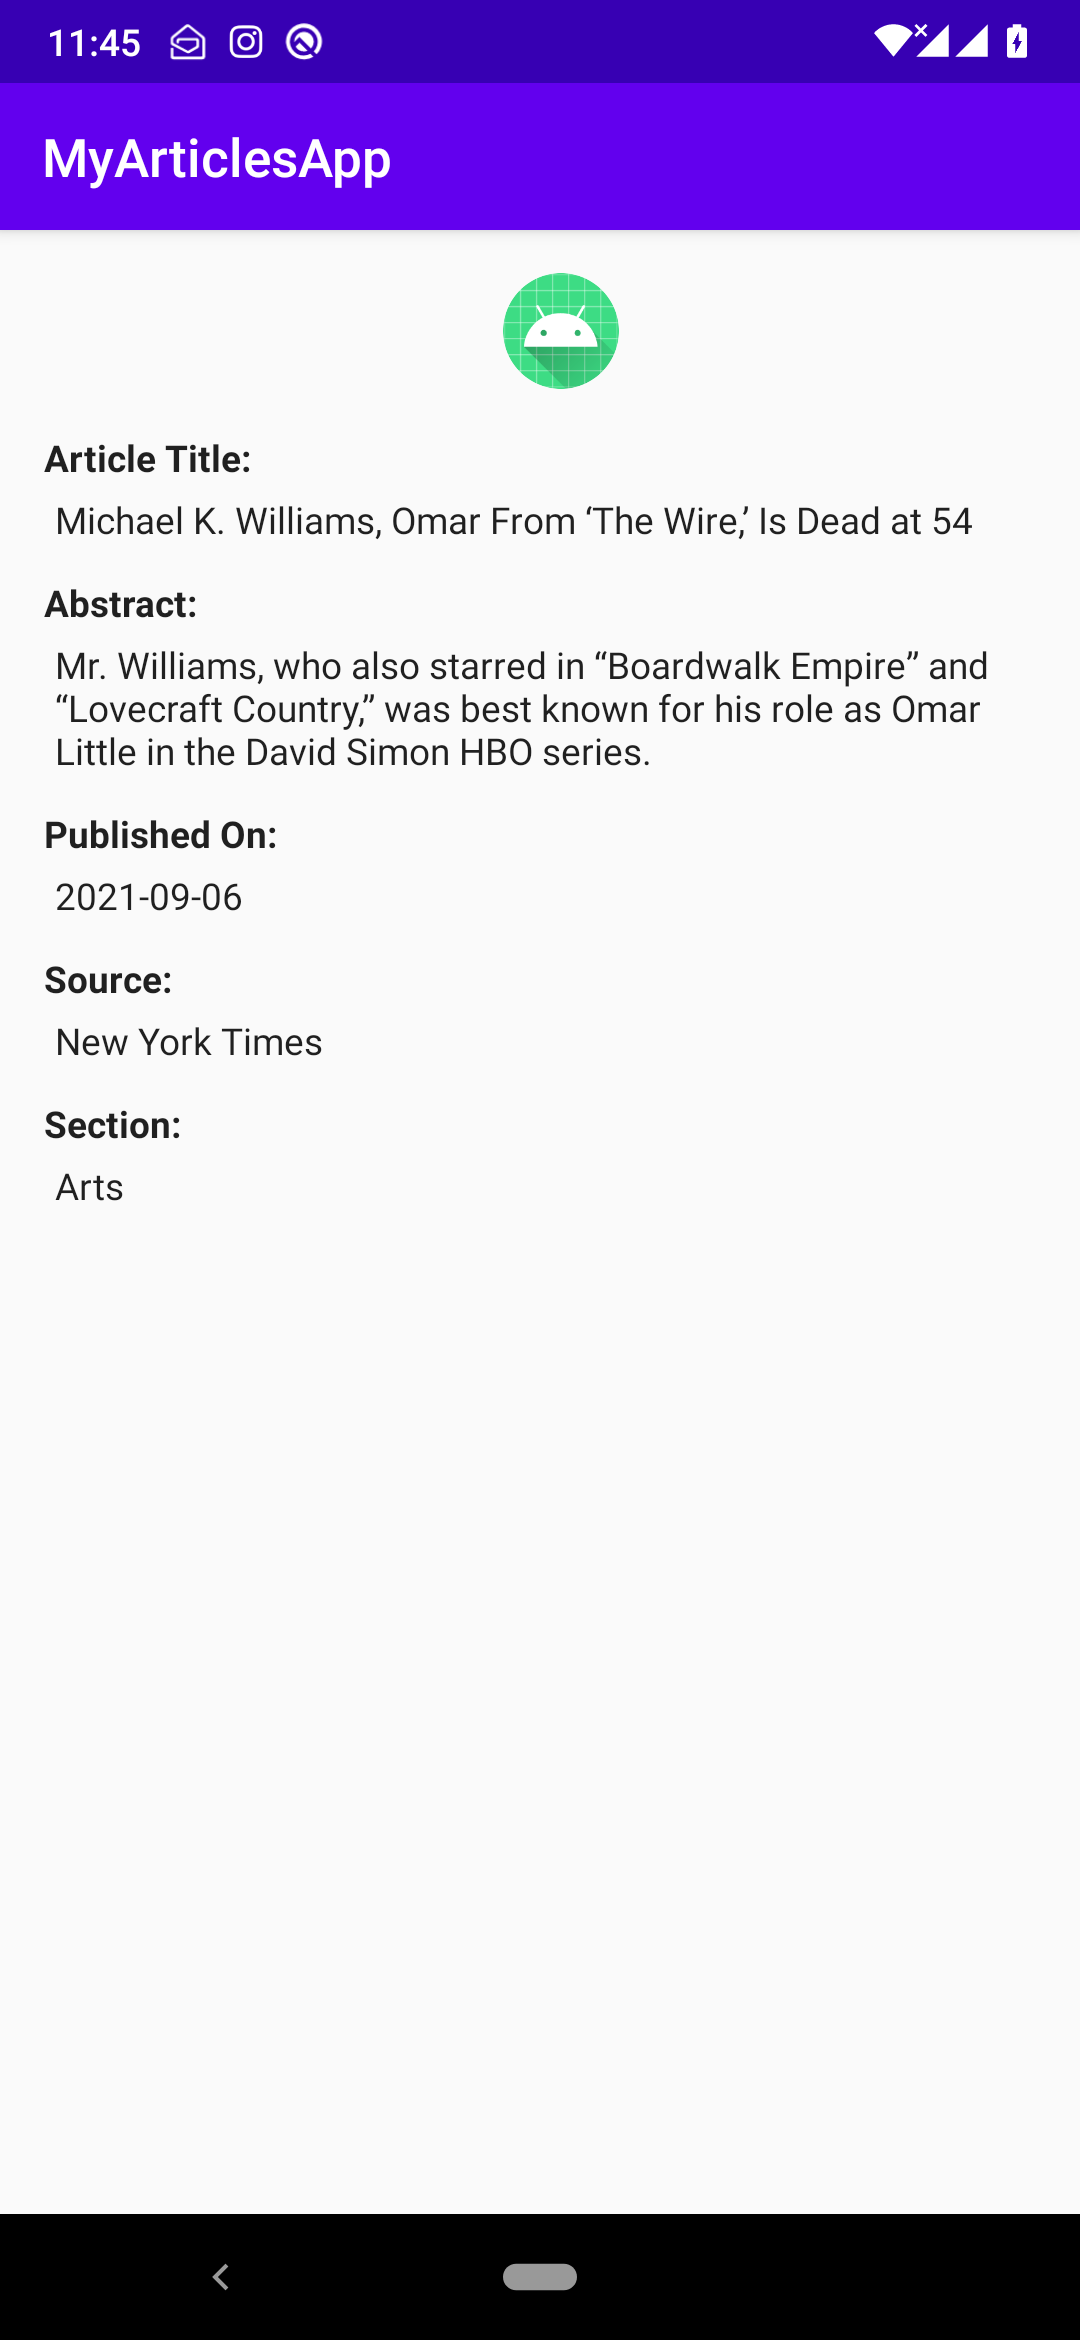 11:45
MyArticlesApp
Article Title:
Michael K. Williams, Omar From ‘The Wire,’ Is Dead at 54
Abstract:
Mr. Williams, who also starred in “Boardwalk Empire” and
“Lovecraft Country,” was best known for his role as Omar
Little in the David Simon HBO series.
Published On:
2021-09-06
Source:
New York Times
Section:
Arts